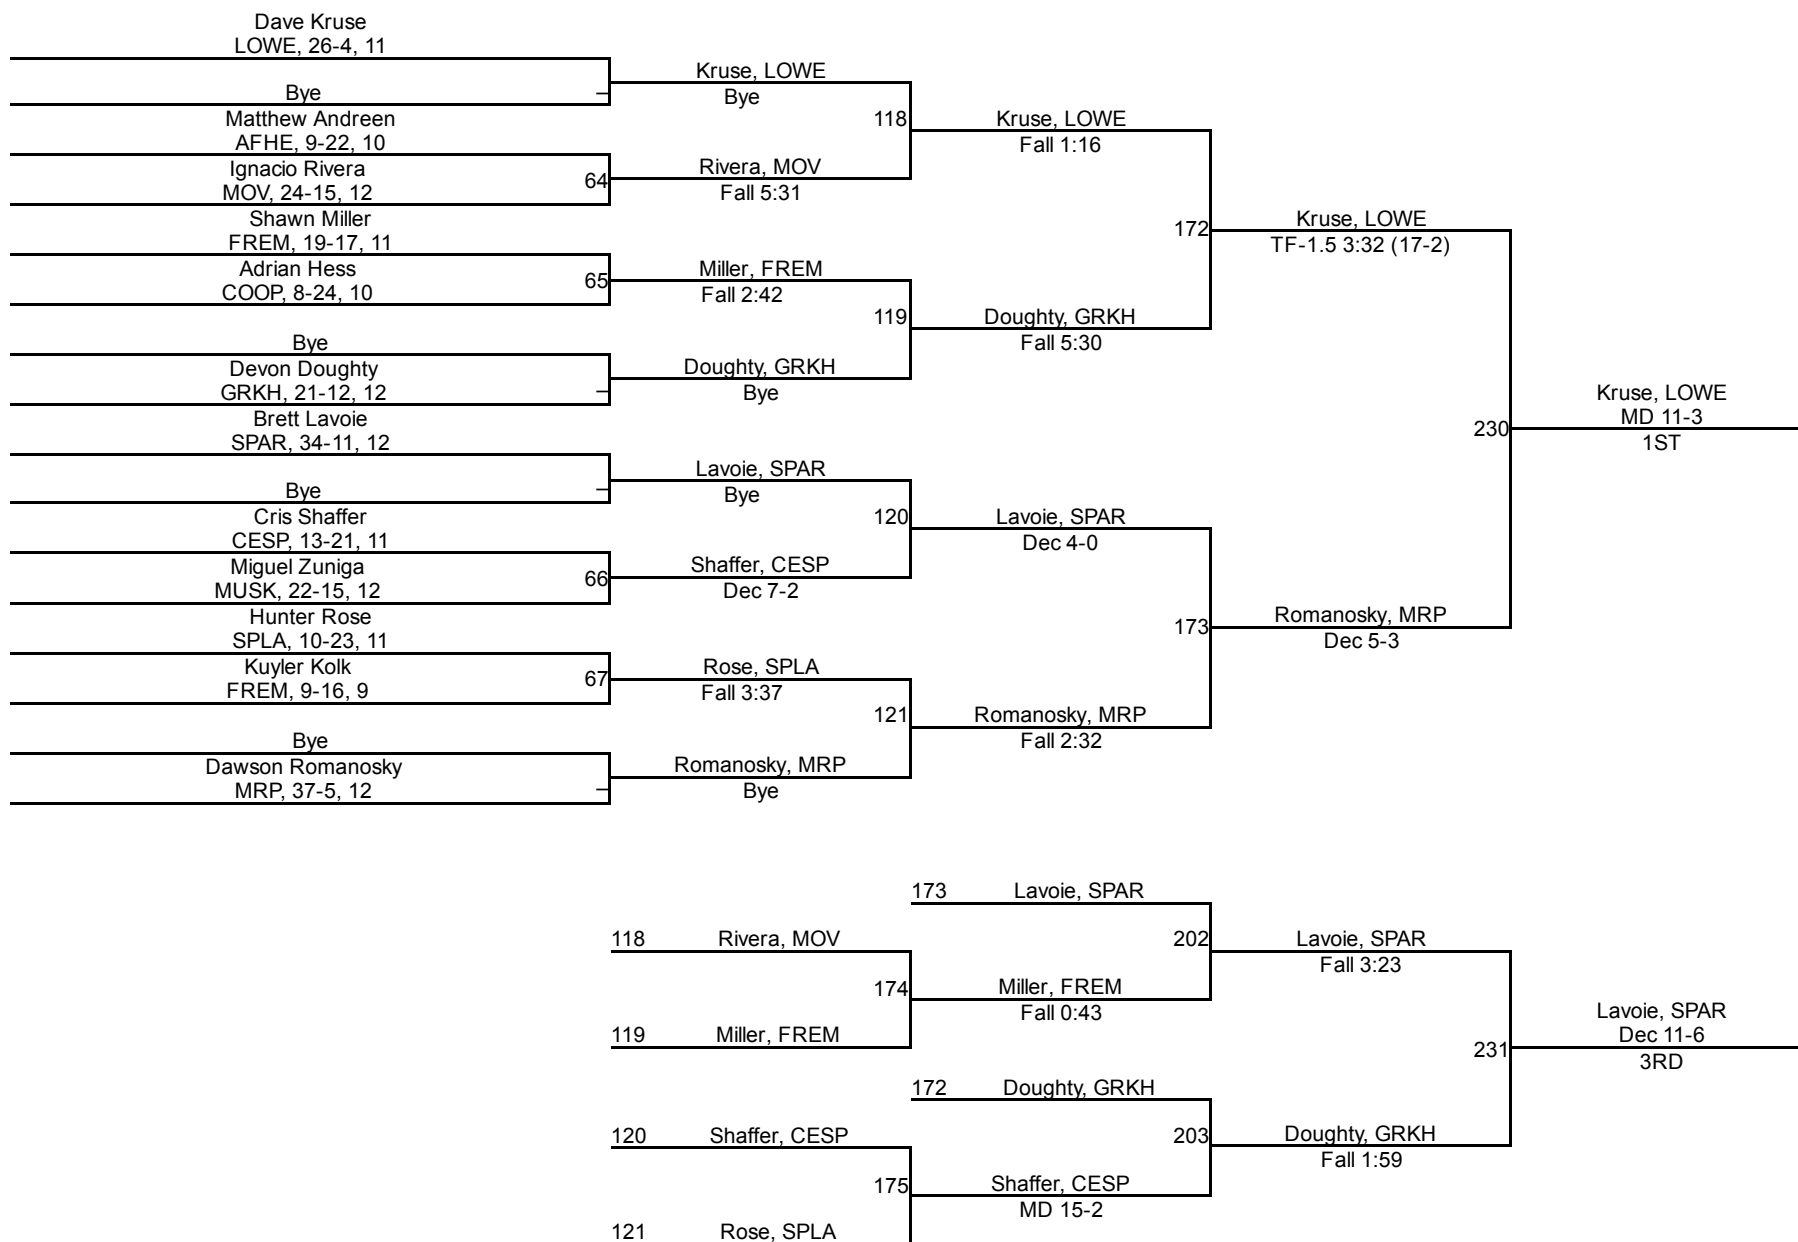 Dave Kruse
LOWE, 26-4, 11
Bye
Matthew Andreen
AFHE, 9-22, 10
Ignacio Rivera
MOV, 24-15, 12
64
Shawn Miller
FREM, 19-17, 11
Adrian Hess
COOP, 8-24, 10
65
Bye
Devon Doughty
GRKH, 21-12, 12
Brett Lavoie
SPAR, 34-11, 12
Bye
Cris Shaffer
CESP, 13-21, 11
Miguel Zuniga
MUSK, 22-15, 12
66
Hunter Rose
SPLA, 10-23, 11
Kuyler Kolk
FREM, 9-16, 9
67
Bye
Dawson Romanosky
MRP, 37-5, 12
Kruse, LOWE
Bye
118
Rivera, MOV
Fall 5:31
Miller, FREM
Fall 2:42
119
Doughty, GRKH
Bye
Lavoie, SPAR
Bye
120
Shaffer, CESP
Dec 7-2
Rose, SPLA
Fall 3:37
121
Romanosky, MRP
Bye
Kruse, LOWE
Fall 1:16
172
Doughty, GRKH
Fall 5:30
Lavoie, SPAR
Dec 4-0
173
Romanosky, MRP
Fall 2:32
Kruse, LOWE
TF-1.5 3:32 (17-2)
230
Romanosky, MRP
Dec 5-3
Kruse, LOWE
MD 11-3
1ST
173 Lavoie, SPAR
118 Rivera, MOV
202
174
Miller, FREM
Fall 0:43
119 Miller, FREM
Lavoie, SPAR
Fall 3:23
172 Doughty, GRKH
120 Shaffer, CESP
203
175
Shaffer, CESP
MD 15-2
121 Rose, SPLA
Doughty, GRKH
Fall 1:59
231
Lavoie, SPAR
Dec 11-6
3RD